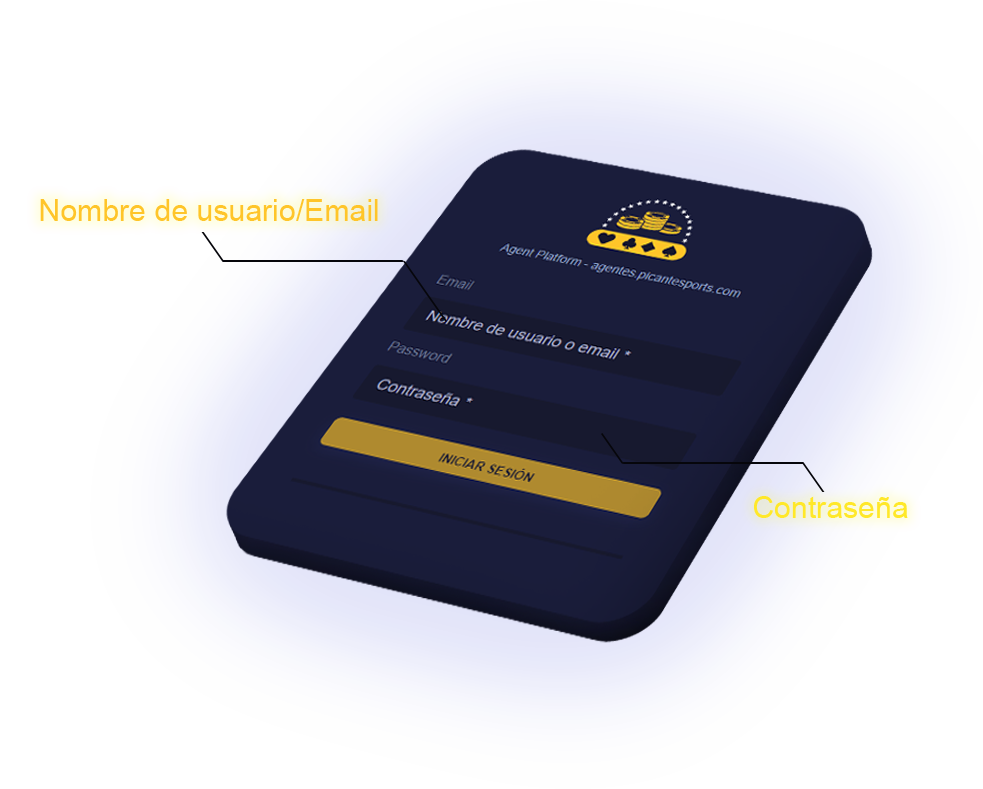 Nombre de usuario/Email
Agent Platform - agentes.picantesports.com
Email
Nombre de usuario o email *
Password
Contraseña *
INICIAR SESIÓN
Contraseña